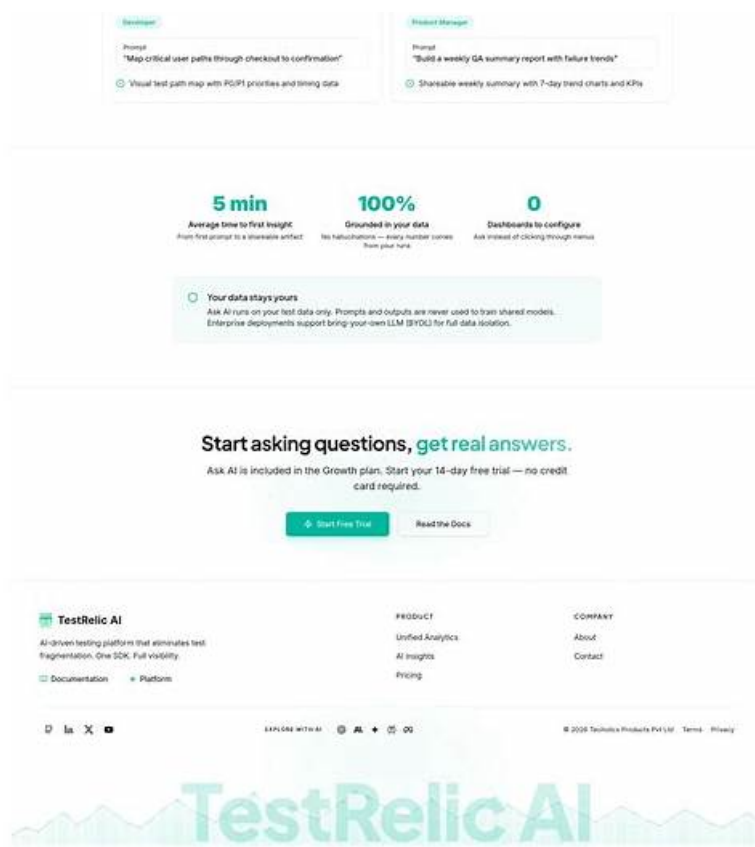 Developer
Prompt
"Map critical user paths through checkout to confirmation"
Visual test path map with P0/P1 priorities and timing data
Product Manager
Prompt
"Build a weekly QA summary report with failure trends"
Shareable weekly summary with 7-day trend charts and KPIs
5 min
Average time to first insight
From first prompt to a shareable artifact
100%
Grounded in your data
No hallucinations — every number comes
from your runs
0
Dashboards to configure
Ask instead of clicking through menus
Your data stays yours
Ask AI runs on your test data only. Prompts and outputs are never used to train shared models.
Enterprise deployments support bring-your-own LLM (BYOL) for full data isolation.
Start asking questions, get real answers.
Ask AI is included in the Growth plan. Start your 14-day free trial — no credit
card required.
Start Free Trial
Read the Docs
TestRelic AI
AI-driven testing platform that eliminates test
fragmentation. One SDK. Full visibility.
Documentation
Platform
PRODUCT
Unified Analytics
AI Insights
Pricing
COMPANY
About
Contact
EXPLORE WITH AI
© 2026 Products Pvt Ltd
Terms
Privacy
TestRelic AI